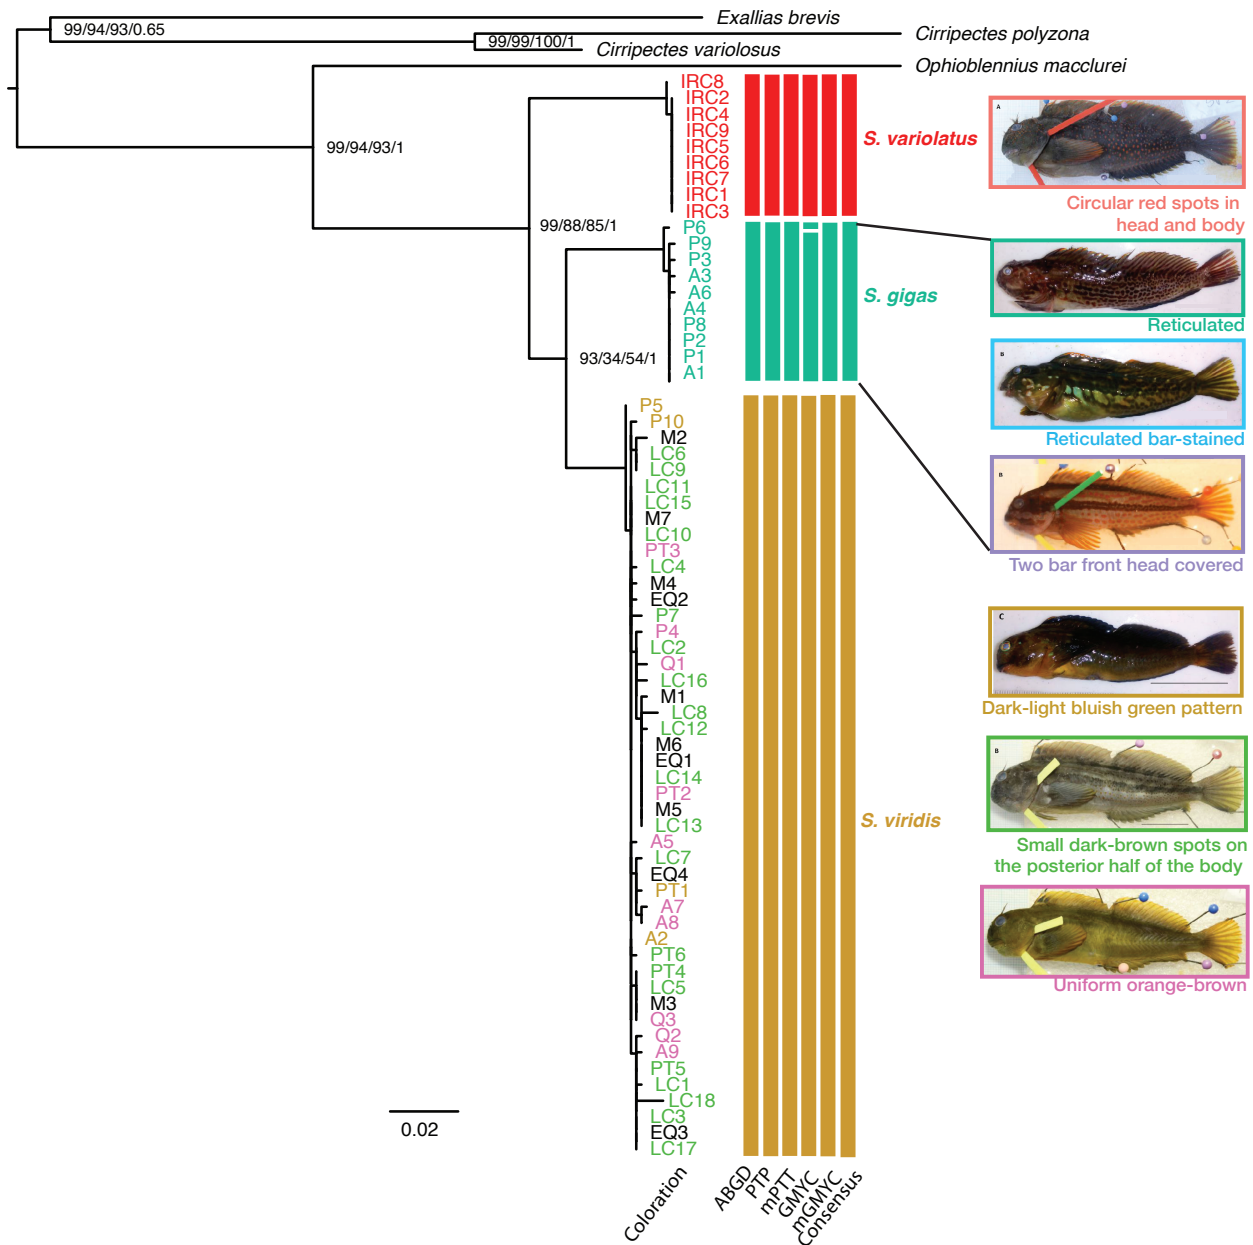 Exallias brevis
99/94/93/0.65
Cirripectes polyzona
99/99/100/1
Cirripectes variolosus
Ophioblennius macclurei
99/94/93/1
IRC8
IRC2
IRC4
IRC9
IRC5
IRC6
IRC7
IRC1
IRC3
S. variolatus
A
Circular red spots in
head and body
99/88/85/1
P6
P9
P3
A3
A6
A4
P8
P2
P1
A1
S. gigas
93/34/54/1
Reticulated
B
Reticulated bar-stained
B
Two bar front head covered
P5
P10
M2
LC6
LC9
LC11
LC15
M7
LC10
PT3
LC4
M4
EQ2
P7
P4
LC2
Q1
LC16
M1
LC8
LC12
M6
EQ1
LC14
PT2
M5
LC13
A5
LC7
EQ4
PT1
A7
A8
A2
PT6
PT4
LC5
M3
Q3
Q2
A9
PT5
LC1
LC18
LC3
EQ3
LC17
S. viridis
C
Dark-light bluish green pattern
B
Small dark-brown spots on
the posterior half of the body
Uniform orange-brown
0.02
Coloration
ABGD
PTP
mPTT
GMYC
mGMYC
Consensus